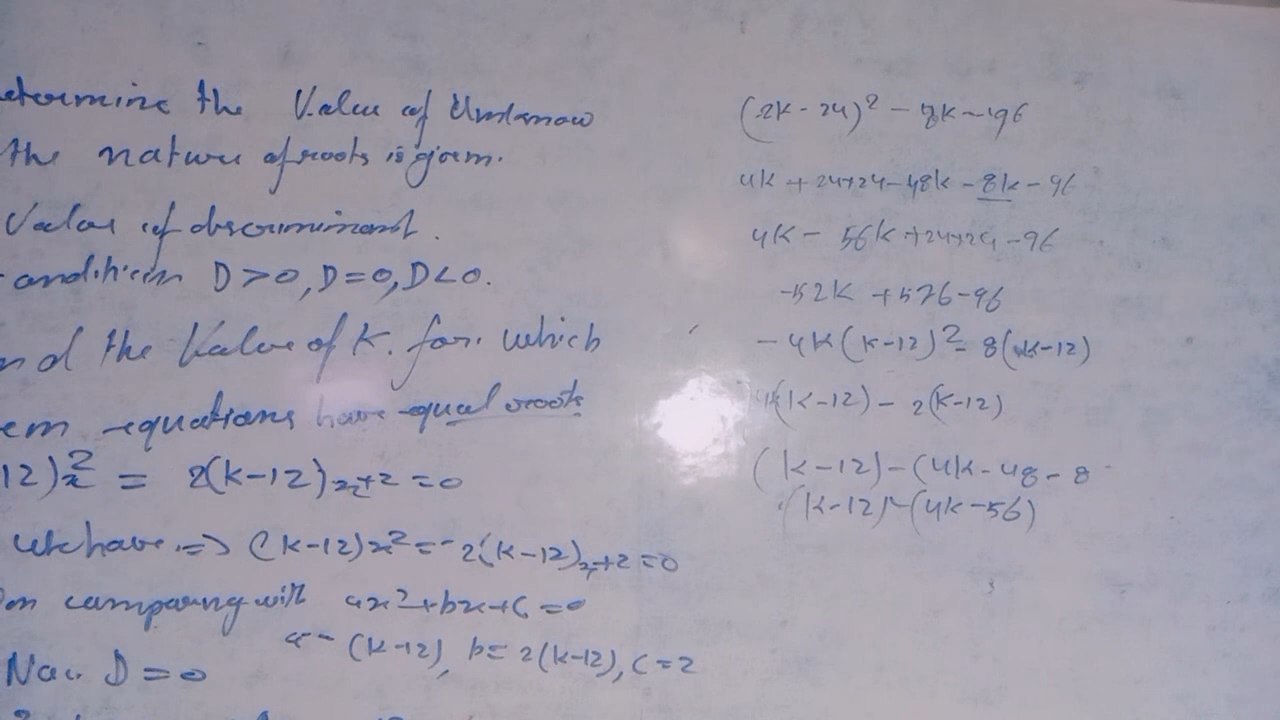 etermine the Value of Unknow
the nature of roots is given.
Value of discriminant.
ondition D>0, D=0, D<0.
nd the Value of K. for. which
em equations have equal roots
12)x² = 2(k-12)x+2=0
we have => (k-12)x²=-2(k-12)x+2=0
on comparing with ax²+bx+c=0
a- (k-12), b= 2(k-12), c=2
Now D=0
(2k-24)² - 8k-96
4k + 24+24-48k-8k-96
4k- 56k+24+24-96
-52k +576-96
-4k(k-12)²-8(k-12)
(k-12)-2(k-12)
(k-12)-(4k-48-8
(k-12)-(4k-56)